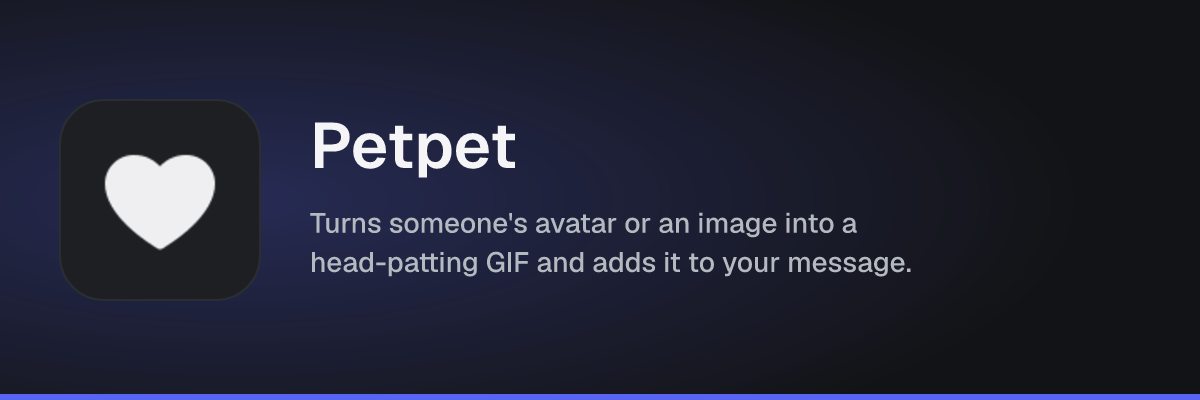 Petpet
Turns someone's avatar or an image into a
head-patting GIF and adds it to your message.